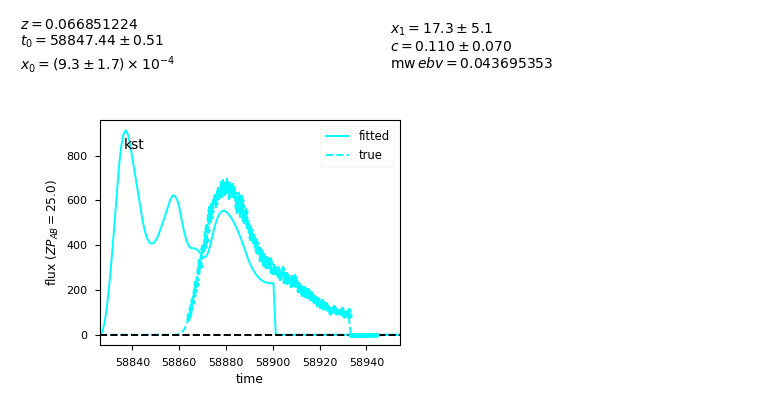 z = 0.066851224
t₀ = 58847.44 ± 0.51
x₀ = (9.3 ± 1.7) × 10⁻⁴
x₁ = 17.3 ± 5.1
c = 0.110 ± 0.070
mw ebv = 0.043695353
kst
fitted
true
800
600
400
200
0
flux (ZP_{AB} = 25.0)
58840 58860 58880 58900 58920 58940
time